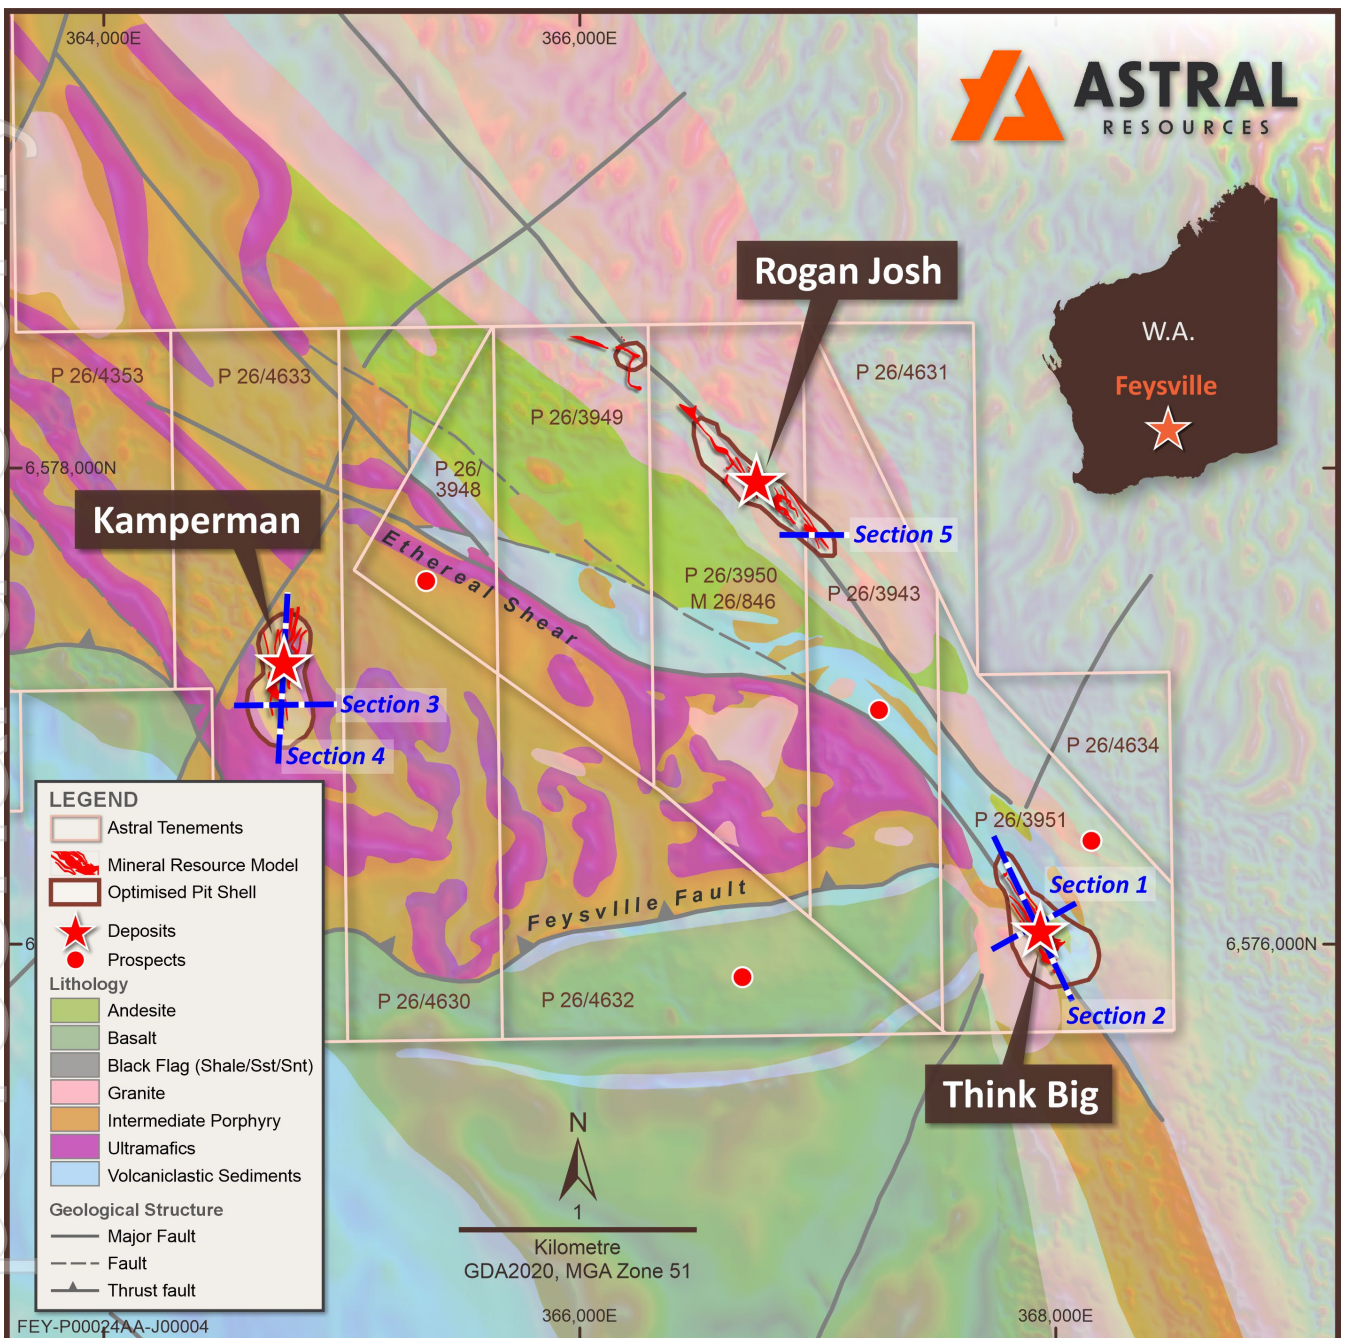 364,000E
366,000E
ASTRAL
RESOURCES
Rogan Josh
W.A.
Feysville
P 26/4353
P 26/4633
P 26/4631
P 26/3949
6,578,000N
P 26/
3948
Kamperman
Section 5
Ethereal Shear
P 26/3950
M 26/846
P 26/3943
Section 3
Section 4
P 26/4634
P 26/3951
Section 1
Feysville Fault
6,576,000N
6
P 26/4630
P 26/4632
Section 2
Think Big
LEGEND
Astral Tenements
Mineral Resource Model
Optimised Pit Shell
Deposits
Prospects
Lithology
Andesite
Basalt
Black Flag (Shale/Sst/Snt)
Granite
Intermediate Porphyry
Ultramafics
Volcaniclastic Sediments
Geological Structure
Major Fault
Fault
Thrust fault
N
1
Kilometre
GDA2020, MGA Zone 51
366,000E
368,000E
FEY-P00024AA-J00004